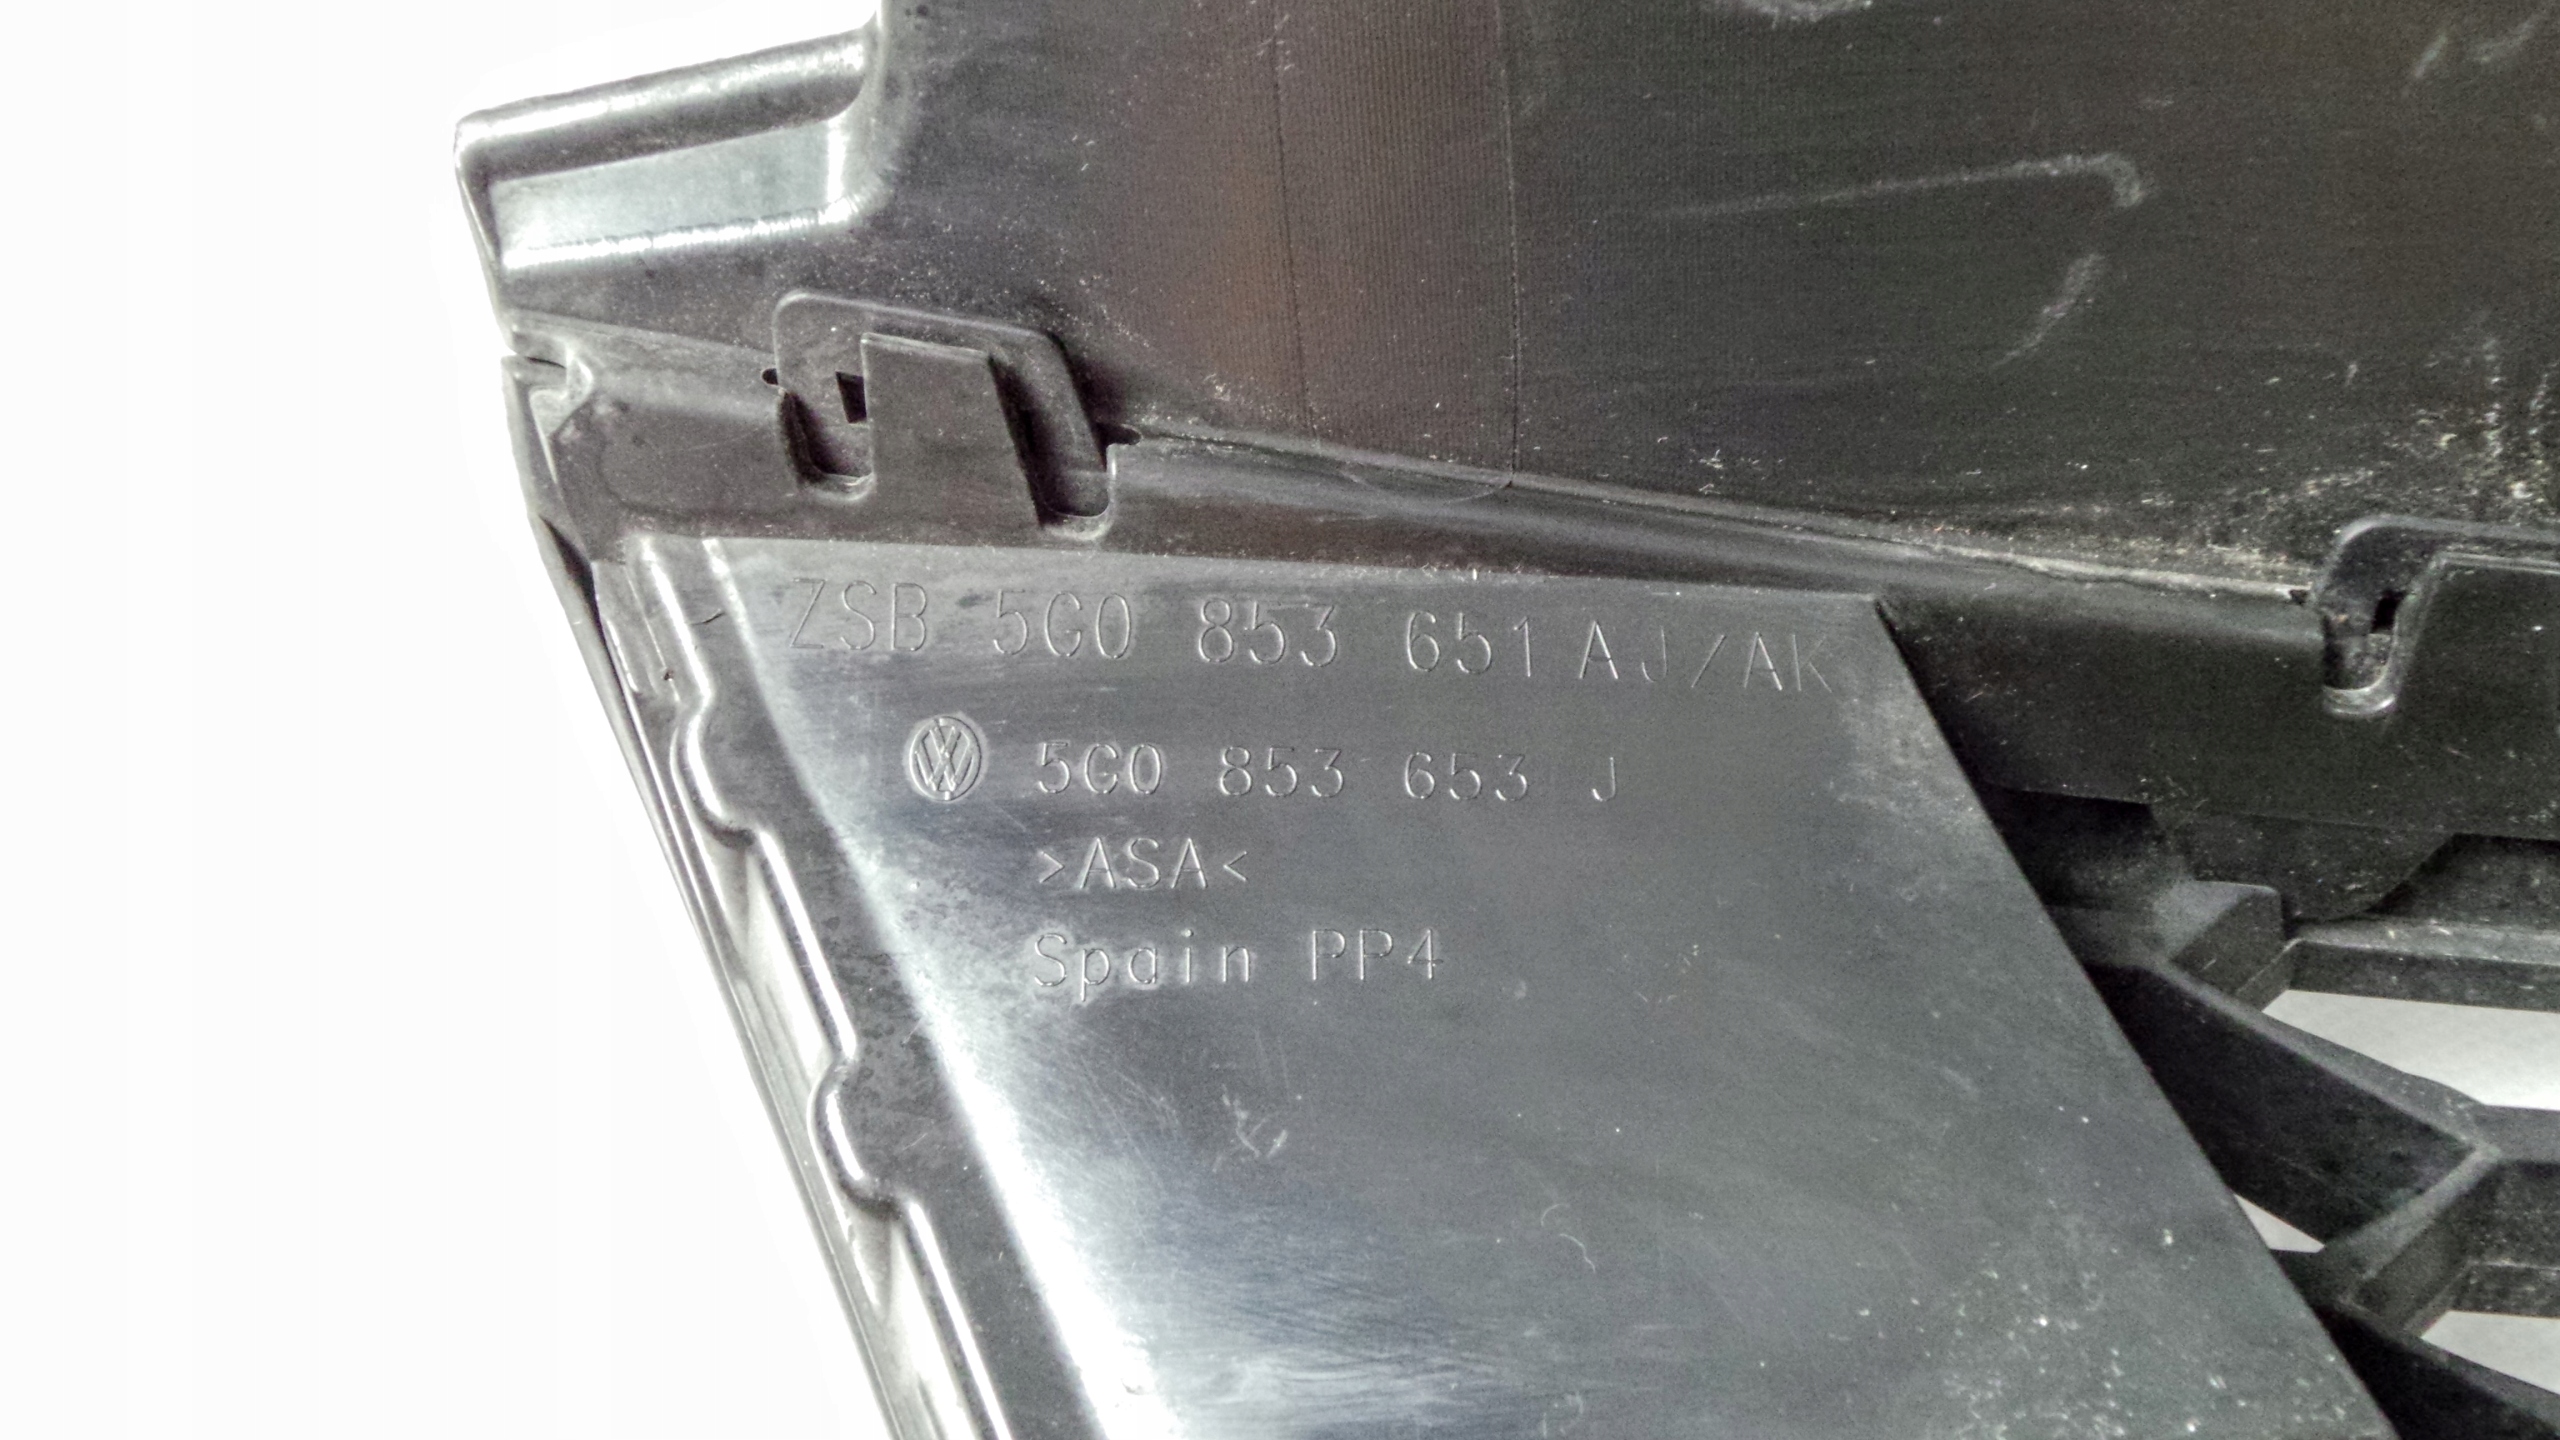 ZSB 5G0 853 651 AJ/AK
5G0 853 653 J
>ASA<
Spain PP4